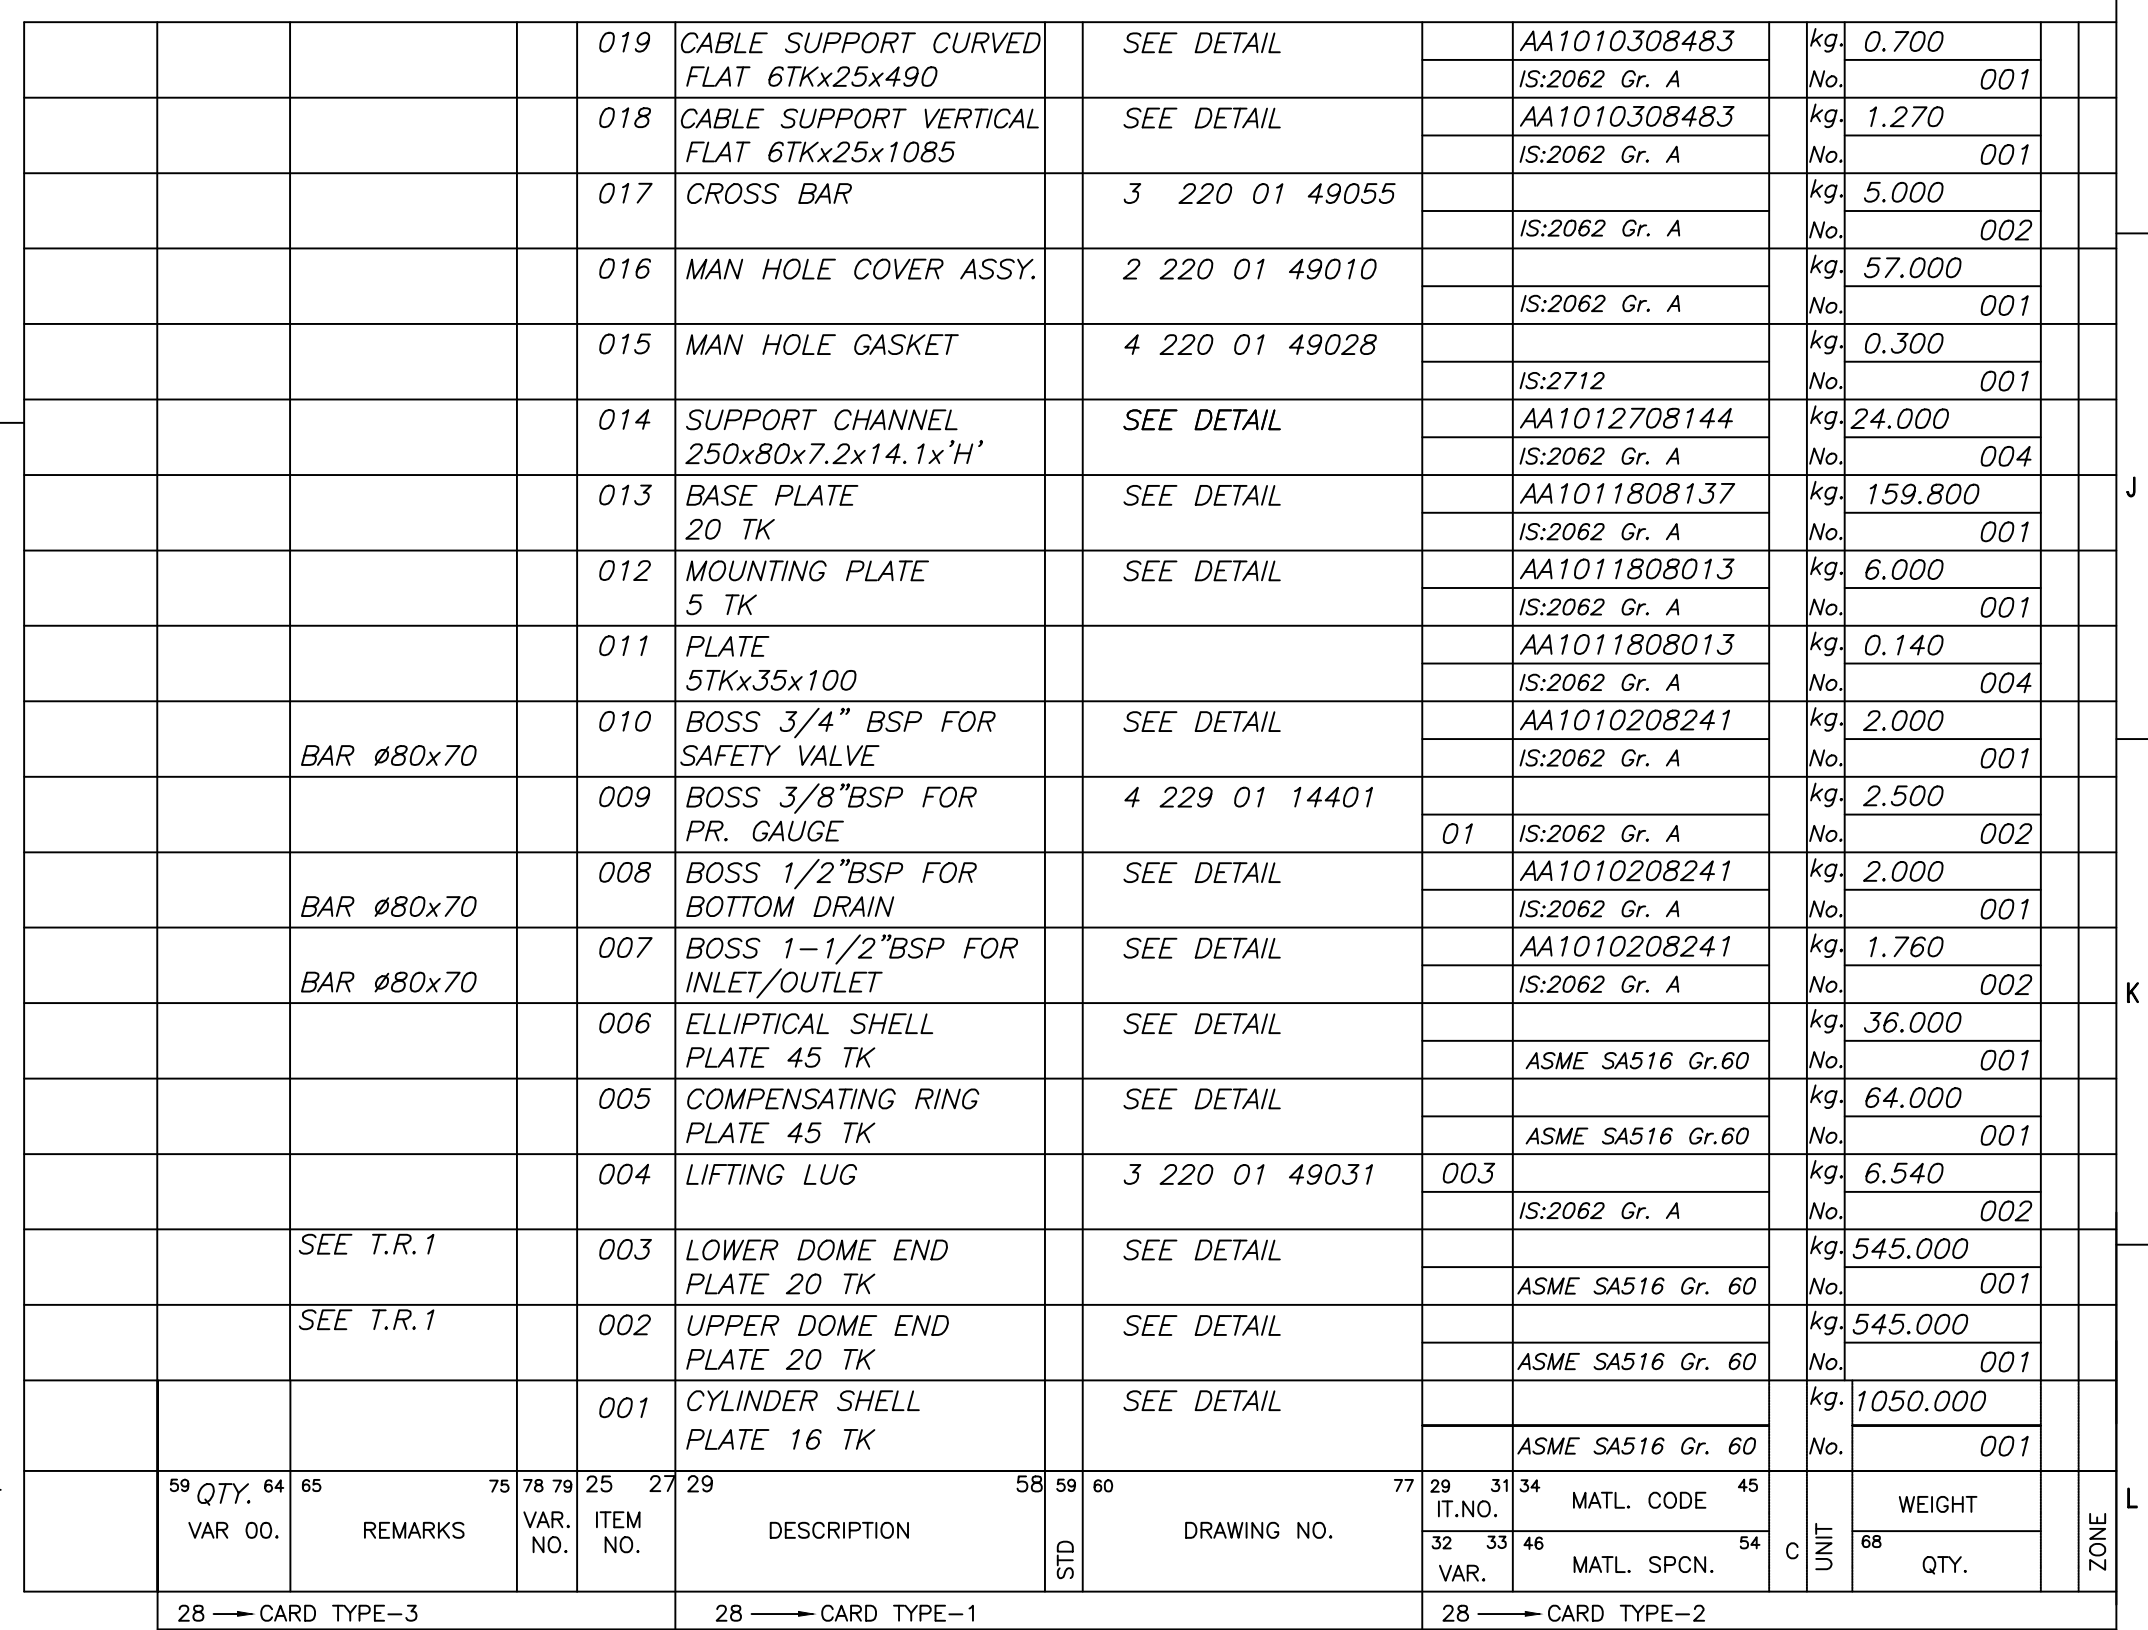 019 CABLE SUPPORT CURVED SEE DETAIL AA1010308483 kg. 0.700
FLAT 6TKx25x490 IS:2062 Gr. A No. 001
018 CABLE SUPPORT VERTICAL SEE DETAIL AA1010308483 kg. 1.270
FLAT 6TKx25x1085 IS:2062 Gr. A No. 001
017 CROSS BAR 3 220 01 49055 kg. 5.000
IS:2062 Gr. A No. 002
016 MAN HOLE COVER ASSY. 2 220 01 49010 kg. 57.000
IS:2062 Gr. A No. 001
015 MAN HOLE GASKET 4 220 01 49028 kg. 0.300
IS:2712 No. 001
014 SUPPORT CHANNEL SEE DETAIL AA1012708144 kg. 24.000
250x80x7.2x14.1x'H' IS:2062 Gr. A No. 004
013 BASE PLATE SEE DETAIL AA1011808137 kg. 159.800
20 TK IS:2062 Gr. A No. 001
J
012 MOUNTING PLATE SEE DETAIL AA1011808013 kg. 6.000
5 TK IS:2062 Gr. A No. 001
011 PLATE AA1011808013 kg. 0.140
5TKx35x100 IS:2062 Gr. A No. 004
010 BOSS 3/4" BSP FOR SEE DETAIL AA1010208241 kg. 2.000
BAR ø80x70 SAFETY VALVE IS:2062 Gr. A No. 001
009 BOSS 3/8"BSP FOR 4 229 01 14401 kg. 2.500
PR. GAUGE 01 IS:2062 Gr. A No. 002
008 BOSS 1/2"BSP FOR SEE DETAIL AA1010208241 kg. 2.000
BAR ø80x70 BOTTOM DRAIN IS:2062 Gr. A No. 001
007 BOSS 1-1/2"BSP FOR SEE DETAIL AA1010208241 kg. 1.760
BAR ø80x70 INLET/OUTLET IS:2062 Gr. A No. 002
K
006 ELLIPTICAL SHELL SEE DETAIL kg. 36.000
PLATE 45 TK ASME SA516 Gr.60 No. 001
005 COMPENSATING RING SEE DETAIL kg. 64.000
PLATE 45 TK ASME SA516 Gr.60 No. 001
004 LIFTING LUG 3 220 01 49031 003 kg. 6.540
IS:2062 Gr. A No. 002
SEE T.R.1 003 LOWER DOME END SEE DETAIL kg. 545.000
PLATE 20 TK ASME SA516 Gr. 60 No. 001
SEE T.R.1 002 UPPER DOME END SEE DETAIL kg. 545.000
PLATE 20 TK ASME SA516 Gr. 60 No. 001
001 CYLINDER SHELL SEE DETAIL kg. 1050.000
PLATE 16 TK ASME SA516 Gr. 60 No. 001
59 QTY. 64 65 75 78 79 25 27 29 58 59 60 77 29 31 34 MATL. CODE 45 WEIGHT
L
VAR 00. REMARKS VAR. NO. ITEM NO. DESCRIPTION STD DRAWING NO. IT.NO.
32 33 46 MATL. SPCN. 54 C UNIT 68 QTY. ZONE
VAR.
28 → CARD TYPE-3 28 → CARD TYPE-1 28 → CARD TYPE-2